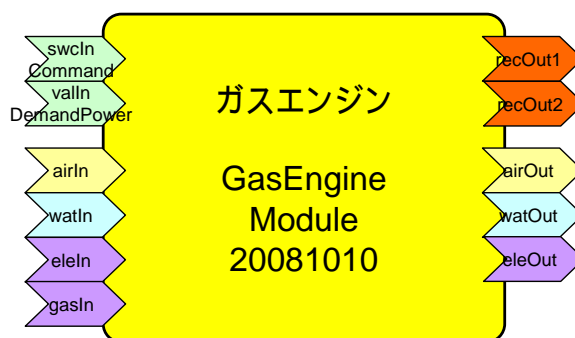 swcIn
Command
valIn
DemandPower
airIn
watIn
eleIn
gasIn
ガスエンジン
GasEngine
Module
20081010
recOut1
recOut2
airOut
watOut
eleOut